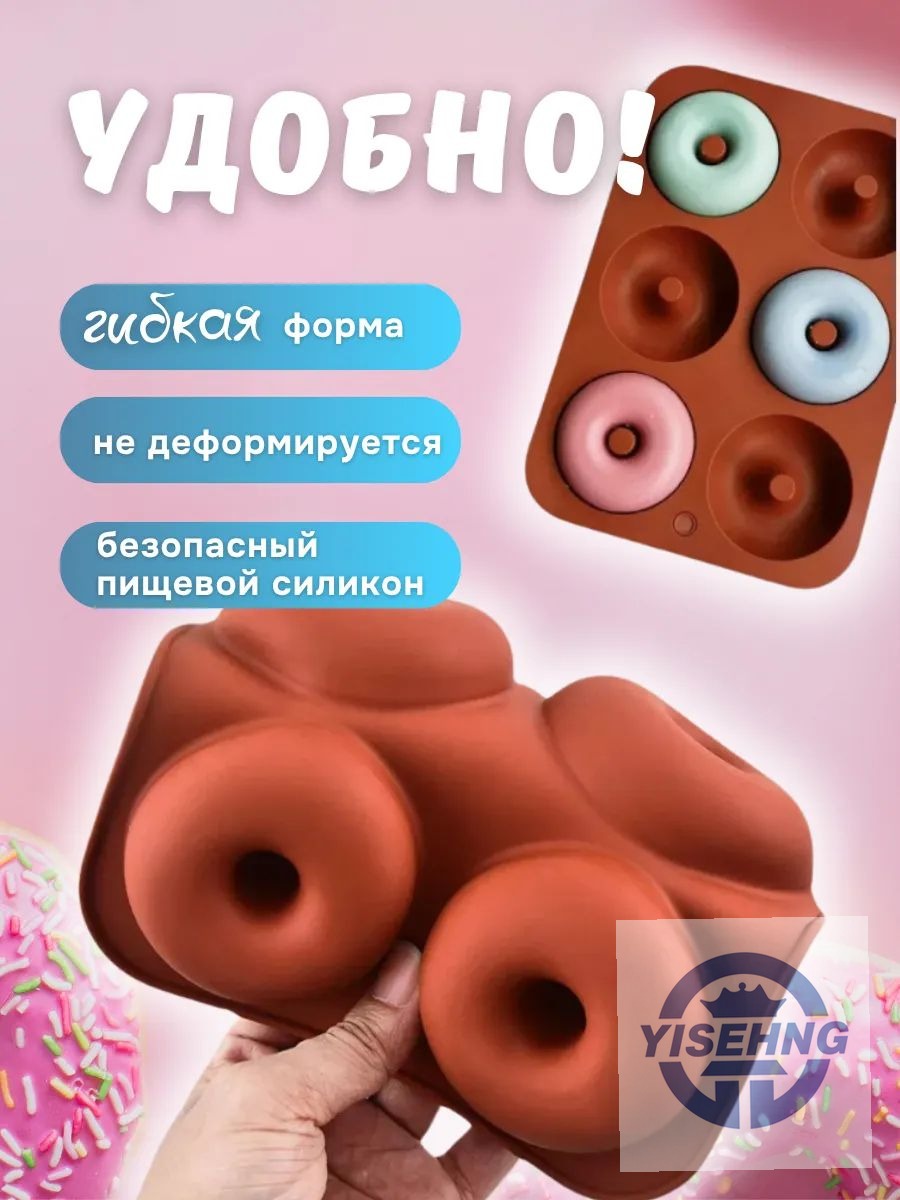 УДОБНО!
гибкая форма
не деформируется
безопасный
пищевой силикон
YISEHNG